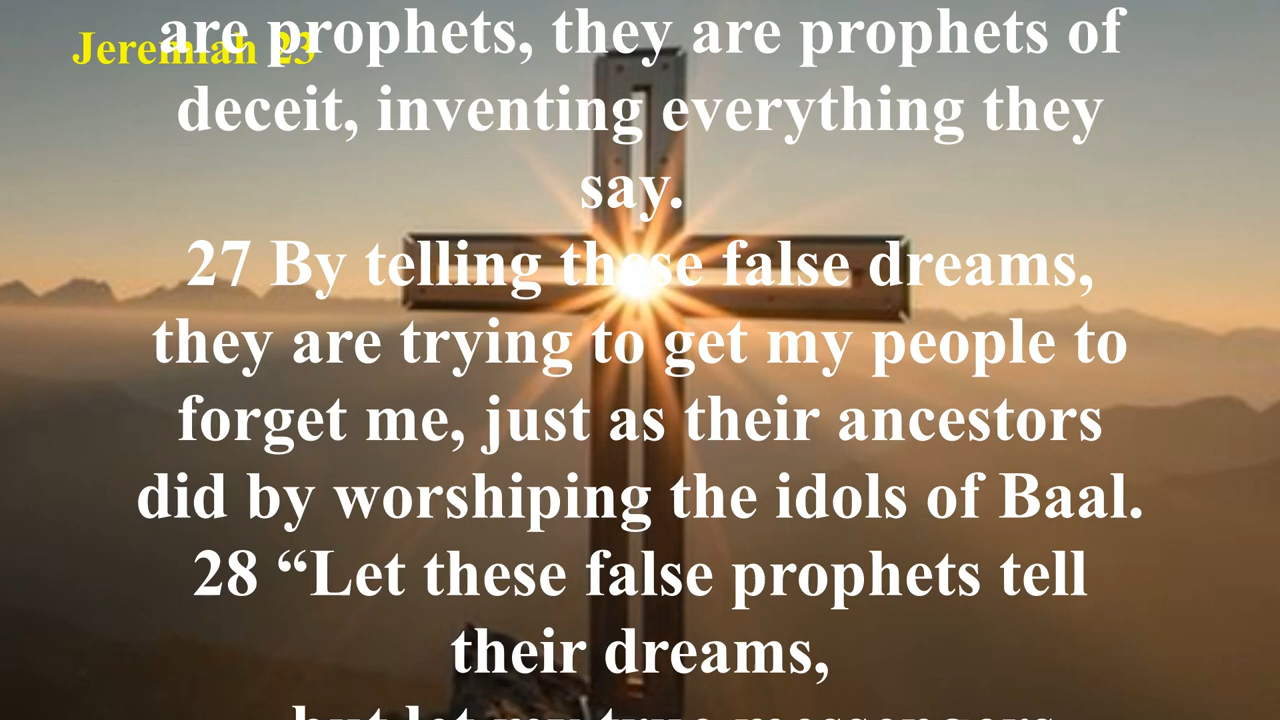 Jeremiah 23
are prophets, they are prophets of
deceit, inventing everything they
say.
27 By telling these false dreams,
they are trying to get my people to
forget me, just as their ancestors
did by worshiping the idols of Baal.
28 “Let these false prophets tell
their dreams,
but let my true messengers